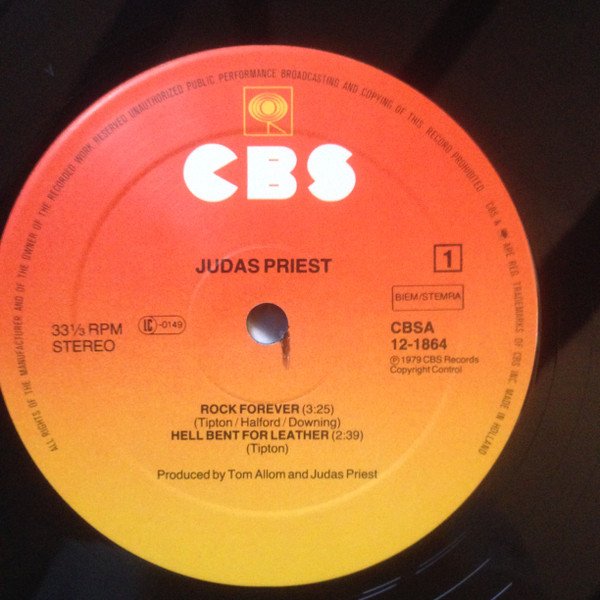 ALL RIGHTS OF THE MANUFACTURER AND OF THE OWNER OF THE RECORDED WORK RESERVED UNAUTHORIZED PUBLIC PERFORMANCE BROADCASTING AND COPYING OF THIS RECORD PROHIBITED. CBS & ARE REG. TRADEMARKS OF CBS INC. MADE IN HOLLAND
CBS
JUDAS PRIEST
1
BIEM/STEMRA
33⅓ RPM
STEREO
LC-0149
CBSA
12-1864
℗ 1979 CBS Records
Copyright Control
ROCK FOREVER (3:25)
(Tipton / Halford / Downing)
HELL BENT FOR LEATHER (2:39)
(Tipton)
Produced by Tom Allom and Judas Priest